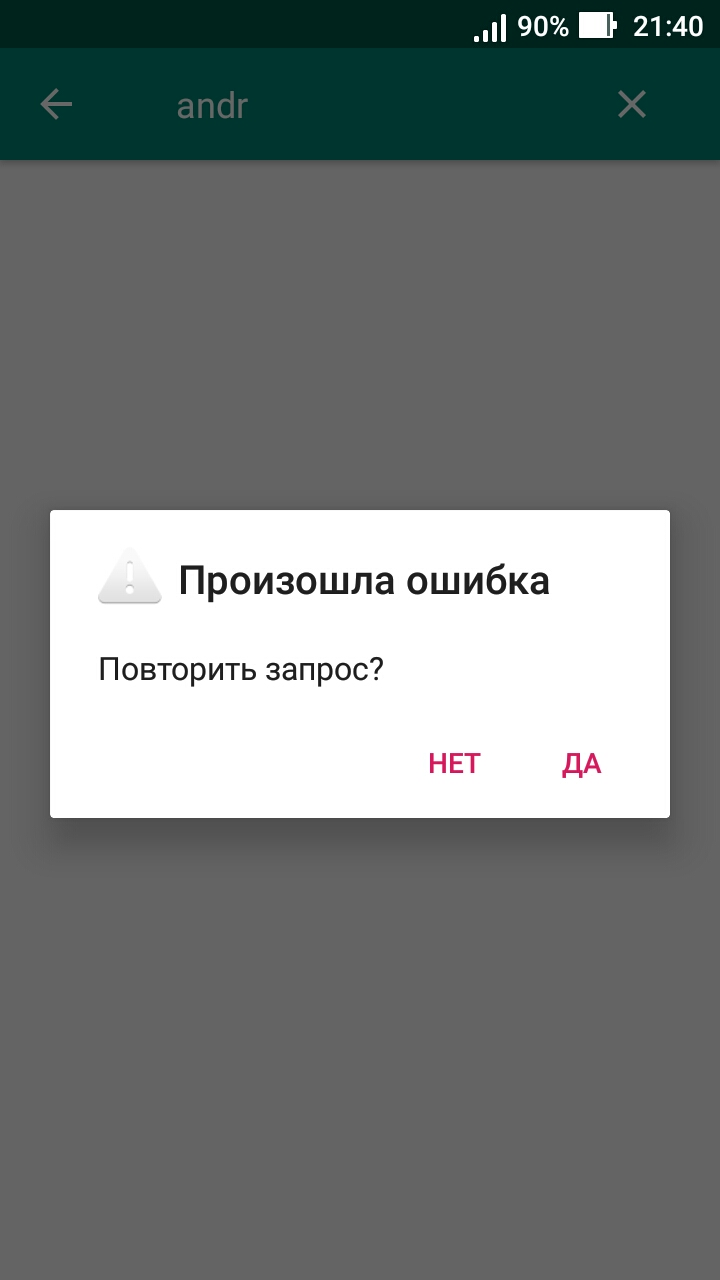 90% 21:40
andr
Произошла ошибка
Повторить запрос?
НЕТ ДА